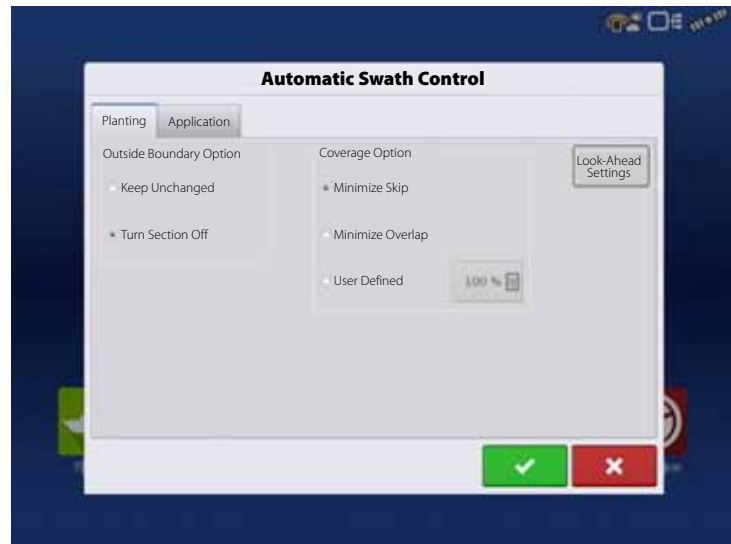 Automatic Swath Control
Planting
Application
Outside Boundary Option
Keep Unchanged
Turn Section Off
Coverage Option
Minimize Skip
Minimize Overlap
User Defined
100 %
Look-Ahead
Settings